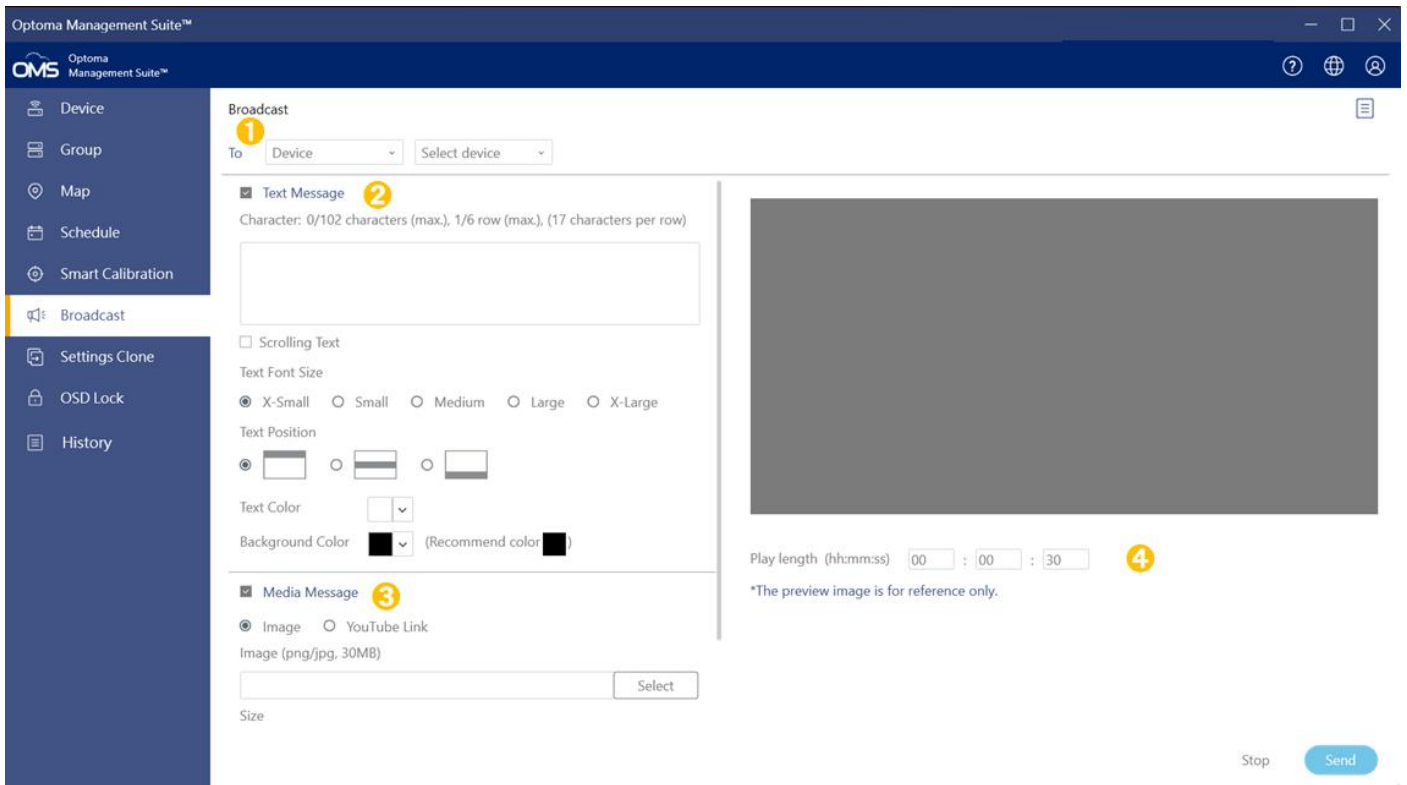 Optoma Management Suite™
OMS Optoma Management Suite™
Device
Group
Map
Schedule
Smart Calibration
Broadcast
Settings Clone
OSD Lock
History
Broadcast
1
To Device Select device
Text Message 2
Character: 0/102 characters (max.), 1/6 row (max.), (17 characters per row)
Scrolling Text
Text Font Size
X-Small Small Medium Large X-Large
Text Position
Text Color
Background Color (Recommend color )
Media Message 3
Image YouTube Link
Image (png/jpg, 30MB)
Select
Size
Play length (hh:mm:ss) 00 : 00 : 30 4
*The preview image is for reference only.
Stop Send